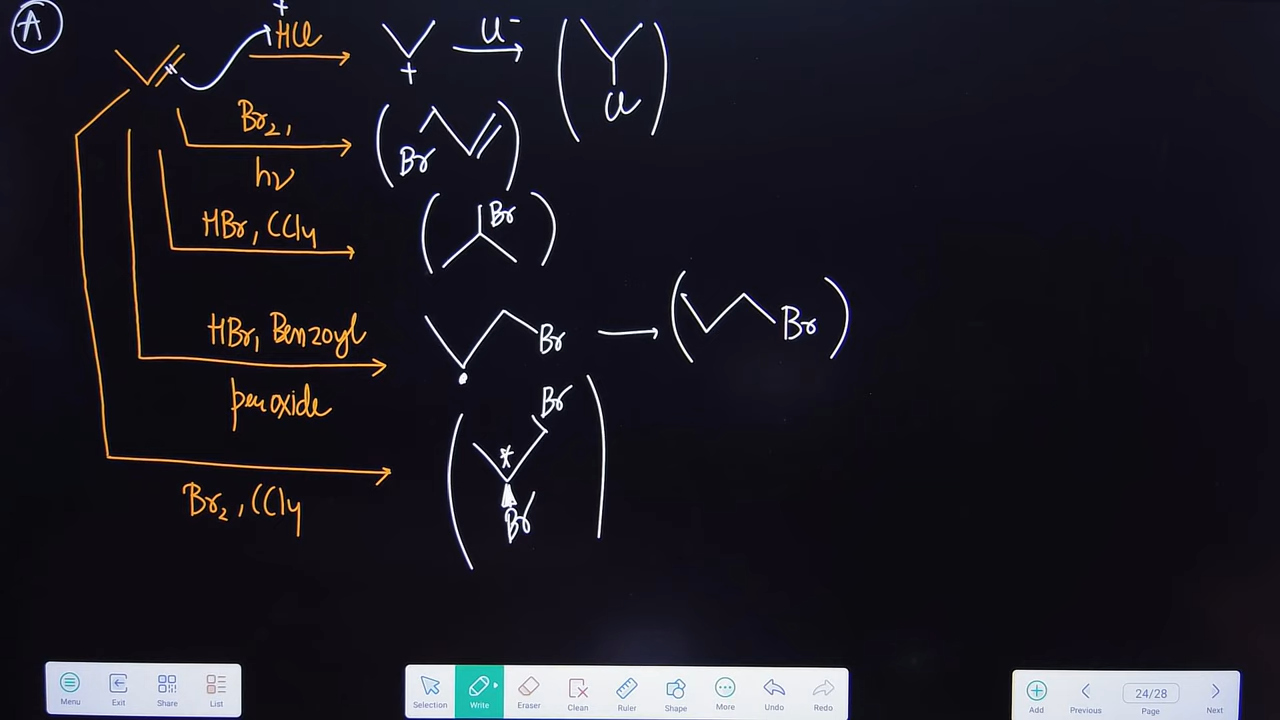 A
+
HCl
+
Cl⁻
Cl
Br₂,
hν
Br
HBr, CCl₄
Br
HBr, Benzoyl
peroxide
Br
Br
Br
*
Br
Br₂, CCl₄
Menu Exit Share List Selection Write Eraser Clean Ruler Shape More Undo Redo Add Previous 24/28 Page Next